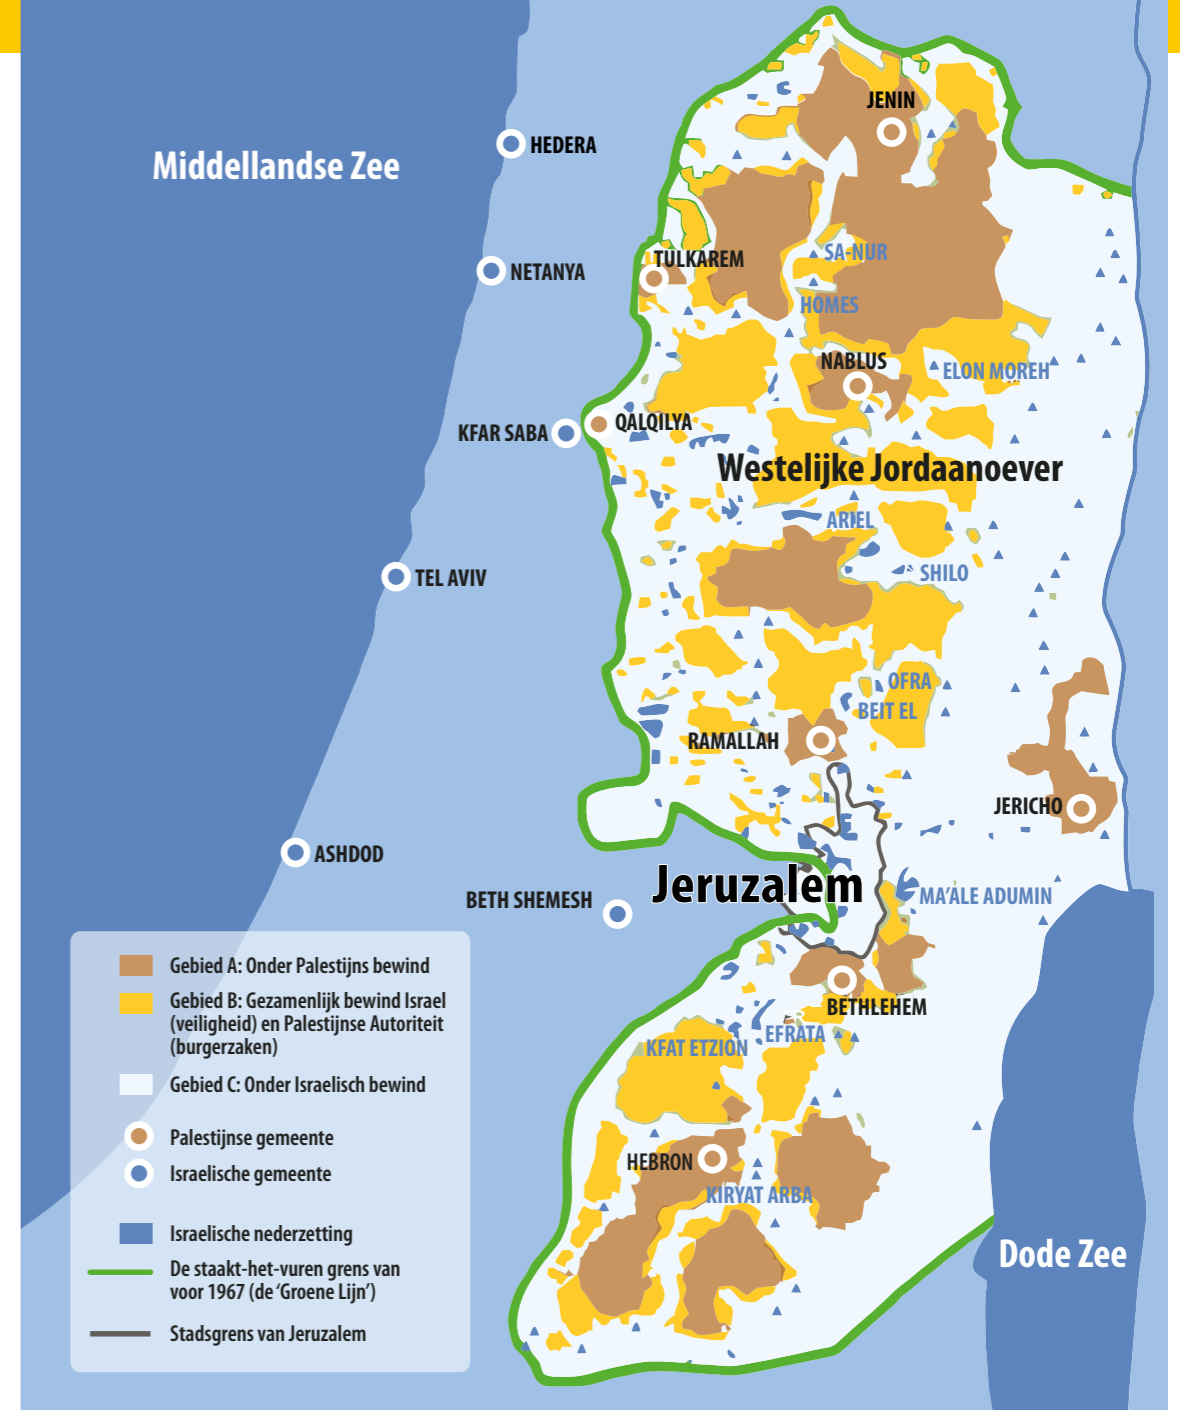 JENIN
HEDERA
Middellandse Zee
SA-NUR
TULKAREM
NETANYA
HOMES
NABLUS
ELON MOREH
QALQILYA
KFAR SABA
Westelijke Jordaanoever
ARIEL
SHILO
TEL AVIV
OFRA
BEIT EL
RAMALLAH
JERICHO
ASHDOD
Jeruzalem
MA'ALE ADUMIN
BETH SHEMESH
BETHLEHEM
EFRATA
KFAT ETZION
HEBRON
KIRYAT ARBA
Dode Zee
Gebied A: Onder Palestijns bewind
Gebied B: Gezamenlijk bewind Israel
(veiligheid) en Palestijnse Autoriteit
(burgerzaken)
Gebied C: Onder Israelisch bewind
Palestijnse gemeente
Israelische gemeente
Israelische nederzetting
De staakt-het-vuren grens van
voor 1967 (de 'Groene Lijn')
Stadsgrens van Jeruzalem